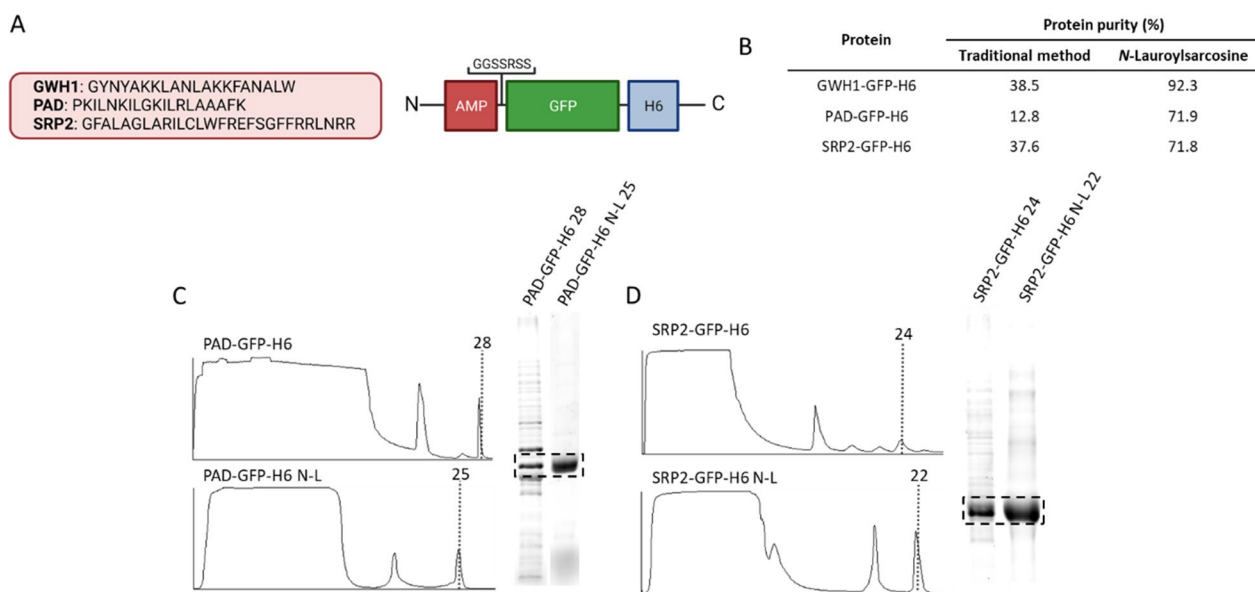 A
GWH1: GYNYAKKLANLAKKFANALW
PAD: PKILNKILGKILRLAAAFK
SRP2: GFALAGLARILCLWFREFSGFFRRLNRR
GGSSRSS
N AMP GFP H6 C
B
Protein Protein purity (%)
Traditional method N-Lauroylsarcosine
GWH1-GFP-H6 38.5 92.3
PAD-GFP-H6 12.8 71.9
SRP2-GFP-H6 37.6 71.8
C
PAD-GFP-H6
28
PAD-GFP-H6 N-L
25
PAD-GFP-H6 28
PAD-GFP-H6 N-L 25
D
SRP2-GFP-H6
24
SRP2-GFP-H6 N-L
22
SRP2-GFP-H6 24
SRP2-GFP-H6 N-L 22